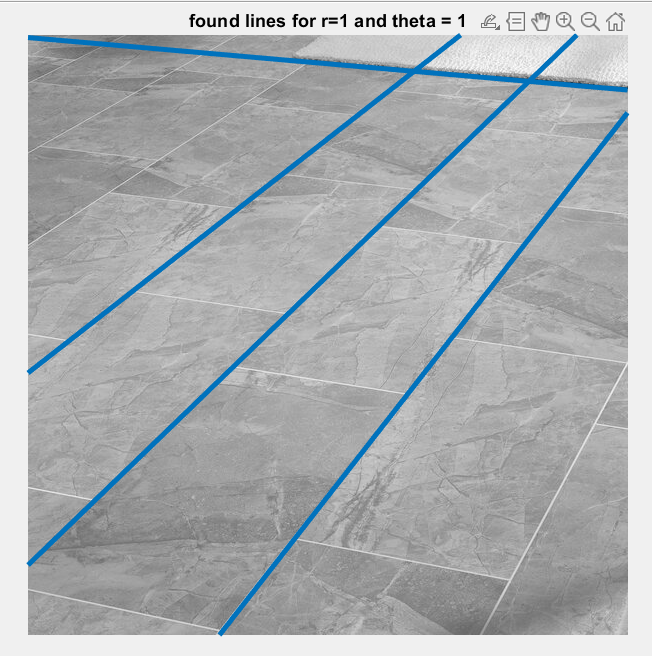 found lines for r=1 and theta = 1